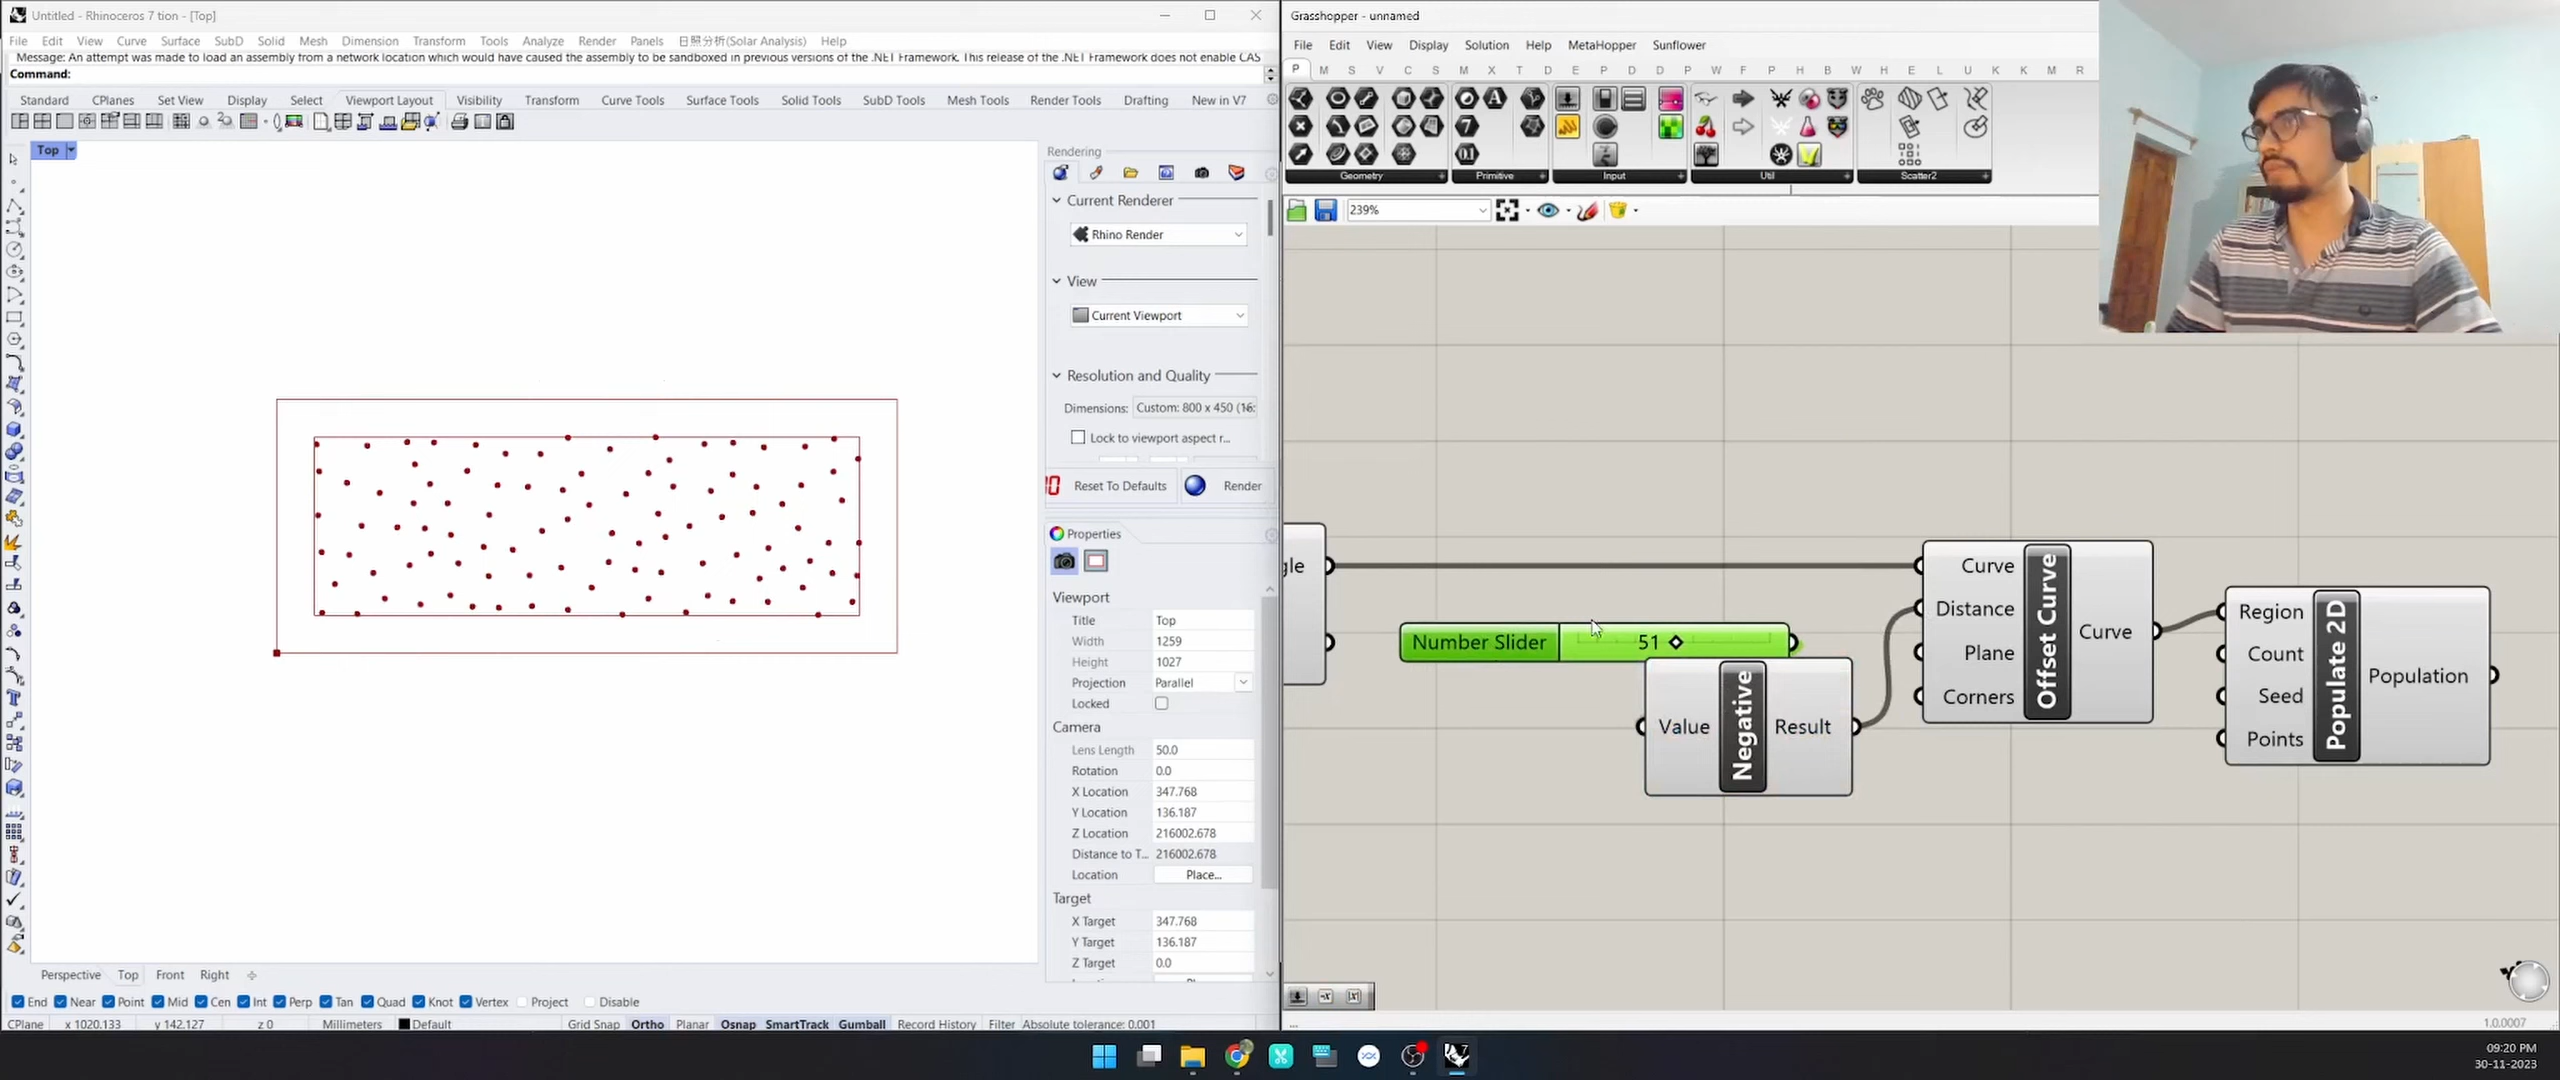 Untitled - Rhinoceros 7 tion - [Top]
File Edit View Curve Surface SubD Solid Mesh Dimension Transform Tools Analyze Render Panels 日照分析(Solar Analysis) Help
Message: An attempt was made to load an assembly from a network location which would have caused the assembly to be sandboxed in previous versions of the .NET Framework. This release of the .NET Framework does not enable CAS
Command:
Standard CPlanes Set View Display Select Viewport Layout Visibility Transform Curve Tools Surface Tools Solid Tools SubD Tools Mesh Tools Render Tools Drafting New in V7
Top
Rendering
Current Renderer
Rhino Render
View
Current Viewport
Resolution and Quality
Dimensions: Custom: 800 x 450 (16:
Lock to viewport aspect r...
Reset To Defaults Render
Properties
Viewport
Title Top
Width 1259
Height 1027
Projection Parallel
Locked
Camera
Lens Length 50.0
Rotation 0.0
X Location 347.768
Y Location 136.187
Z Location 216002.678
Distance to T... 216002.678
Location Place...
Target
X Target 347.768
Y Target 136.187
Z Target 0.0
Perspective Top Front Right
End Near Point Mid Cen Int Perp Tan Quad Knot Vertex Project Disable
CPlane x 1020.133 y 142.127 z 0 Millimeters Default Grid Snap Ortho Planar Osnap SmartTrack Gumball Record History Filter Absolute tolerance: 0.001
Grasshopper - unnamed
File Edit View Display Solution Help MetaHopper Sunflower
P M S V C S M X T D E P D D P W F P H B W H E L U K K M R
Geometry Primitive Input Util Scatter2
239%
gle
Number Slider 51
Value Negative Result
Curve
Distance
Plane
Corners
Offset Curve
Curve
Region
Count
Seed
Points
Populate 2D
Population
1.0.0007
09:20 PM
30-11-2023